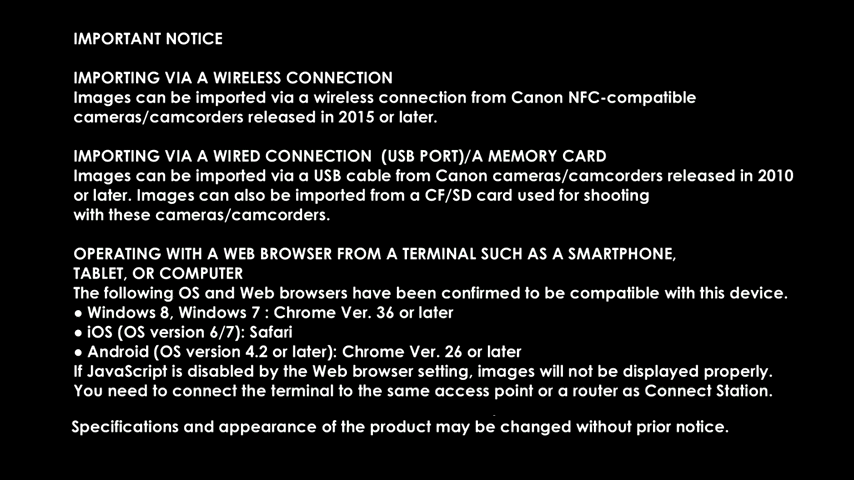 IMPORTANT NOTICE
IMPORTING VIA A WIRELESS CONNECTION
Images can be imported via a wireless connection from Canon NFC-compatible
cameras/camcorders released in 2015 or later.
IMPORTING VIA A WIRED CONNECTION (USB PORT)/A MEMORY CARD
Images can be imported via a USB cable from Canon cameras/camcorders released in 2010
or later. Images can also be imported from a CF/SD card used for shooting
with these cameras/camcorders.
OPERATING WITH A WEB BROWSER FROM A TERMINAL SUCH AS A SMARTPHONE,
TABLET, OR COMPUTER
The following OS and Web browsers have been confirmed to be compatible with this device.
● Windows 8, Windows 7 : Chrome Ver. 36 or later
● iOS (OS version 6/7): Safari
● Android (OS version 4.2 or later): Chrome Ver. 26 or later
If JavaScript is disabled by the Web browser setting, images will not be displayed properly.
You need to connect the terminal to the same access point or a router as Connect Station.
Specifications and appearance of the product may be changed without prior notice.